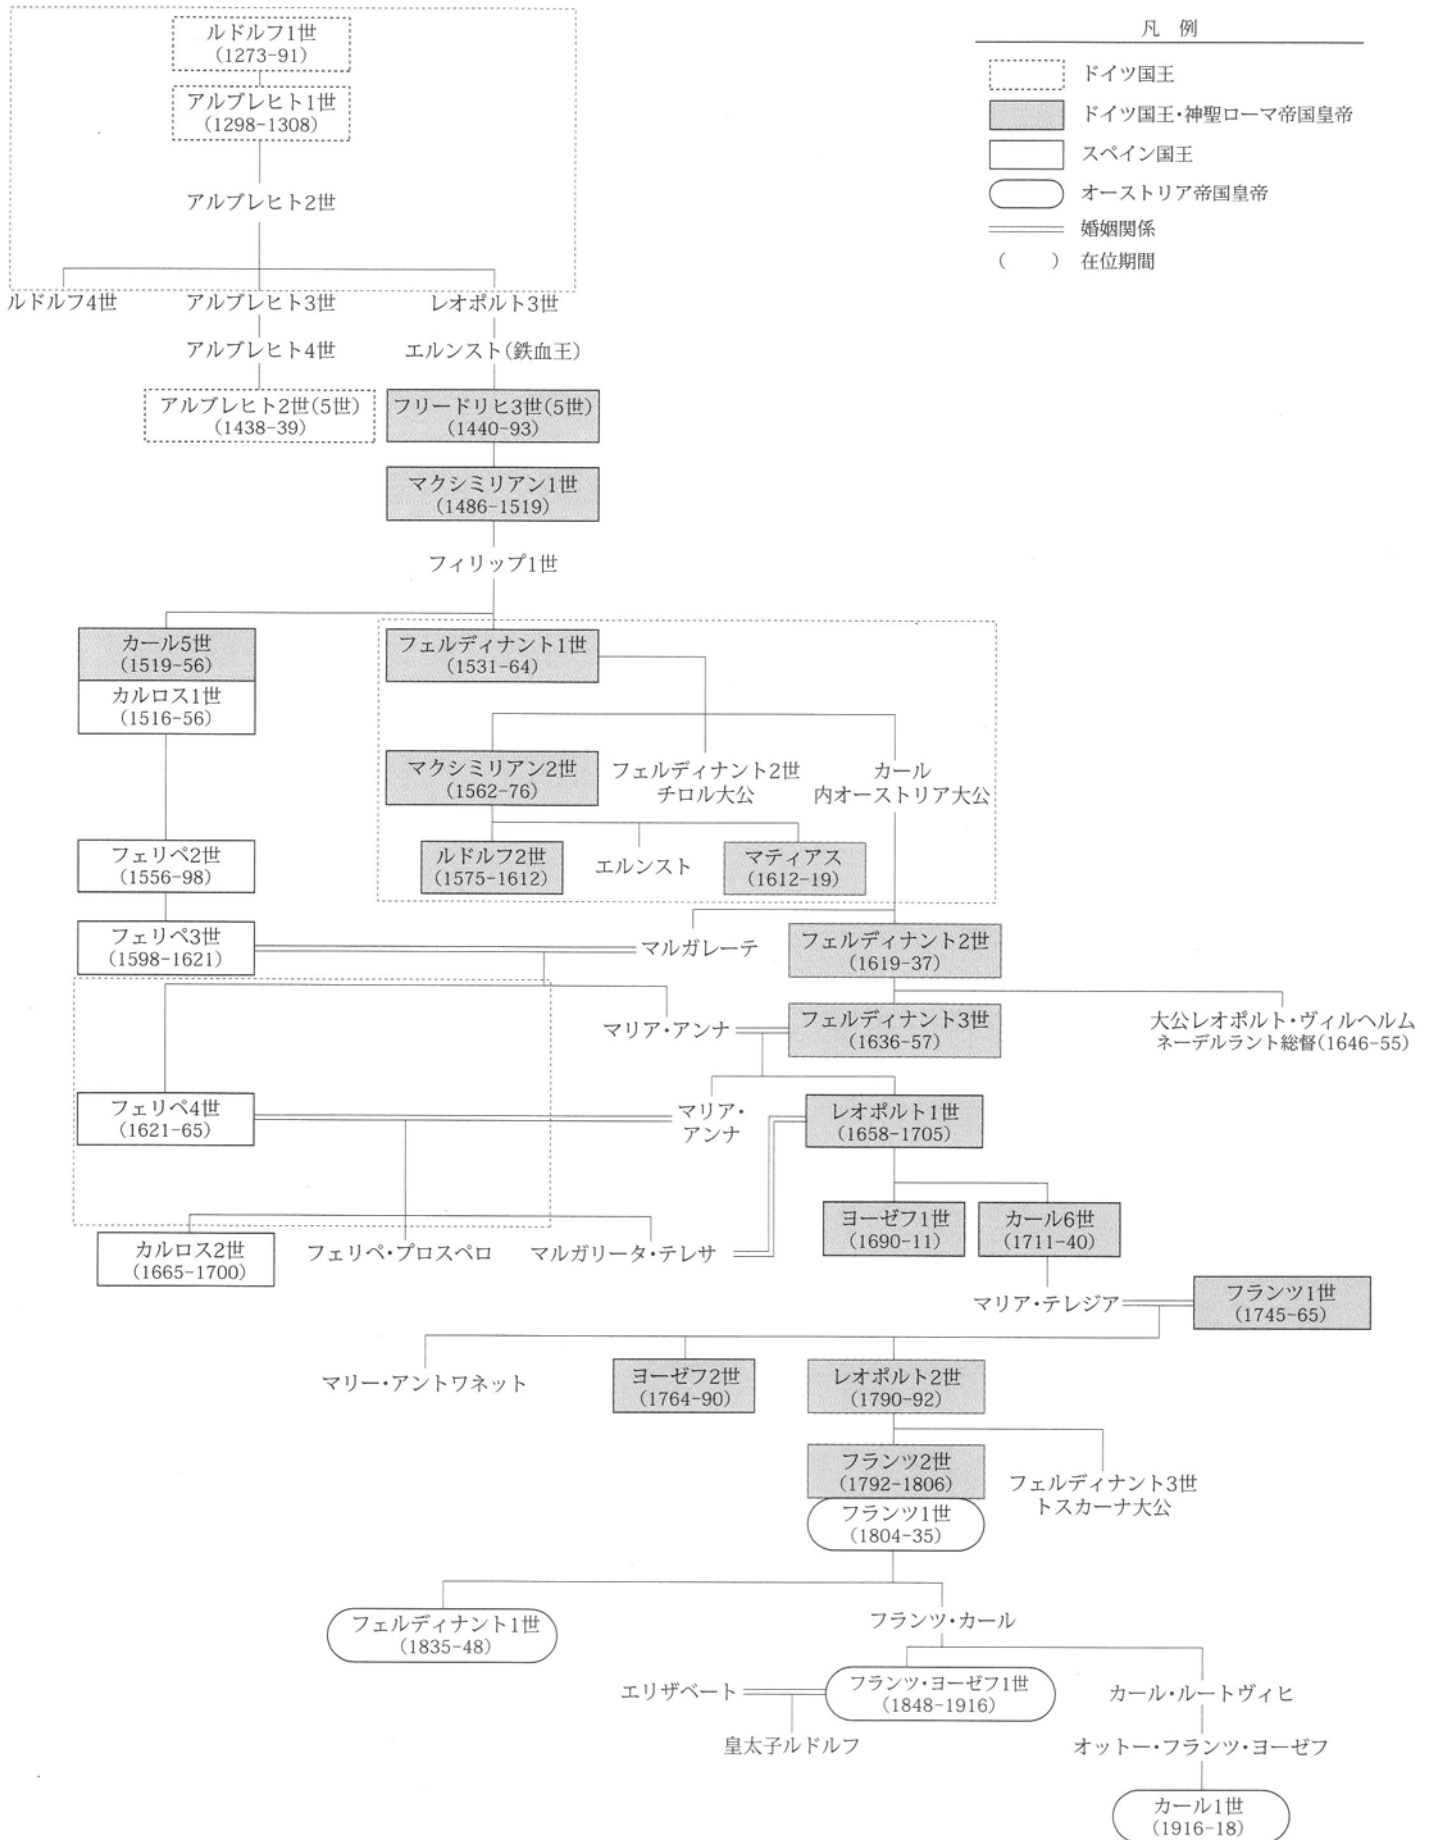 ルドルフ1世
(1273-91)
アルブレヒト1世
(1298-1308)
アルブレヒト2世
凡 例
ドイツ国王
ドイツ国王・神聖ローマ帝国皇帝
スペイン国王
オーストリア帝国皇帝
婚姻関係
( ) 在位期間
ルドルフ4世
アルブレヒト3世
レオポルト3世
アルブレヒト4世
エルンスト(鉄血王)
アルブレヒト2世(5世)
(1438-39)
フリードリヒ3世(5世)
(1440-93)
マクシミリアン1世
(1486-1519)
フィリップ1世
カール5世
(1519-56)
カルロス1世
(1516-56)
フェルディナント1世
(1531-64)
マクシミリアン2世
(1562-76)
フェルディナント2世
チロル大公
カール
内オーストリア大公
フェリペ2世
(1556-98)
ルドルフ2世
(1575-1612)
エルンスト
マティアス
(1612-19)
フェリペ3世
(1598-1621)
マルガレーテ
フェルディナント2世
(1619-37)
マリア・アンナ
フェルディナント3世
(1636-57)
大公レオポルト・ヴィルヘルム
ネーデルラント総督(1646-55)
フェリペ4世
(1621-65)
マリア・
アンナ
レオポルト1世
(1658-1705)
ヨーゼフ1世
(1690-11)
カール6世
(1711-40)
カルロス2世
(1665-1700)
フェリペ・プロスペロ
マルガリータ・テレサ
マリア・テレジア
フランツ1世
(1745-65)
マリー・アントワネット
ヨーゼフ2世
(1764-90)
レオポルト2世
(1790-92)
フランツ2世
(1792-1806)
フランツ1世
(1804-35)
フェルディナント3世
トスカーナ大公
フェルディナント1世
(1835-48)
フランツ・カール
エリザベート
フランツ・ヨーゼフ1世
(1848-1916)
カール・ルートヴィヒ
皇太子ルドルフ
オットー・フランツ・ヨーゼフ
カール1世
(1916-18)